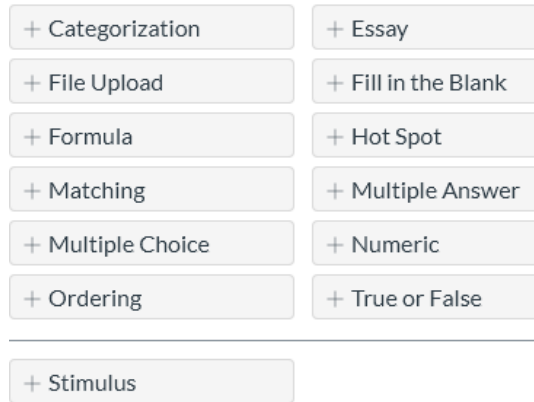 + Categorization
+ Essay
+ File Upload
+ Fill in the Blank
+ Formula
+ Hot Spot
+ Matching
+ Multiple Answer
+ Multiple Choice
+ Numeric
+ Ordering
+ True or False
+ Stimulus